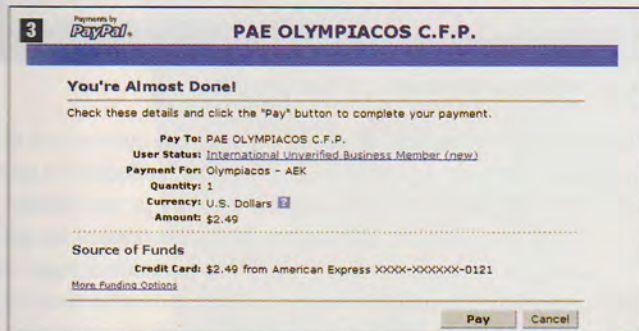 3
Payments by
PayPal®
PAE OLYMPIACOS C.F.P.
You're Almost Done!
Check these details and click the "Pay" button to complete your payment.
Pay To: PAE OLYMPIACOS C.F.P.
User Status: International Unverified Business Member (new)
Payment For: Olympiacos - AEK
Quantity: 1
Currency: U.S. Dollars ?
Amount: $2.49
Source of Funds
Credit Card: $2.49 from American Express XXXX-XXXXXX-0121
More Funding Options
Pay Cancel